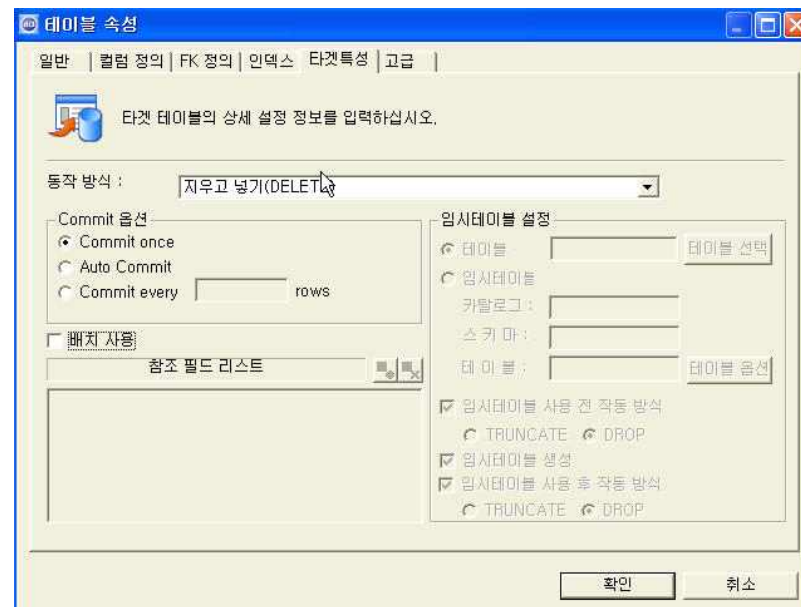 테이블 속성
일반 컬럼 정의 FK 정의 인덱스 타겟특성 고급
타겟 테이블의 상세 설정 정보를 입력하십시오.
동작 방식 : 지우고 넣기(DELETE)
Commit 옵션
Commit once
Auto Commit
Commit every rows
배치 사용
참조 필드 리스트
임시테이블 설정
테이블 테이블 선택
임시테이블
카탈로그 :
스 키 마 :
테 이 블 : 테이블 옵션
임시테이블 사용 전 작동 방식
TRUNCATE DROP
임시테이블 생성
임시테이블 사용 후 작동 방식
TRUNCATE DROP
확인 취소